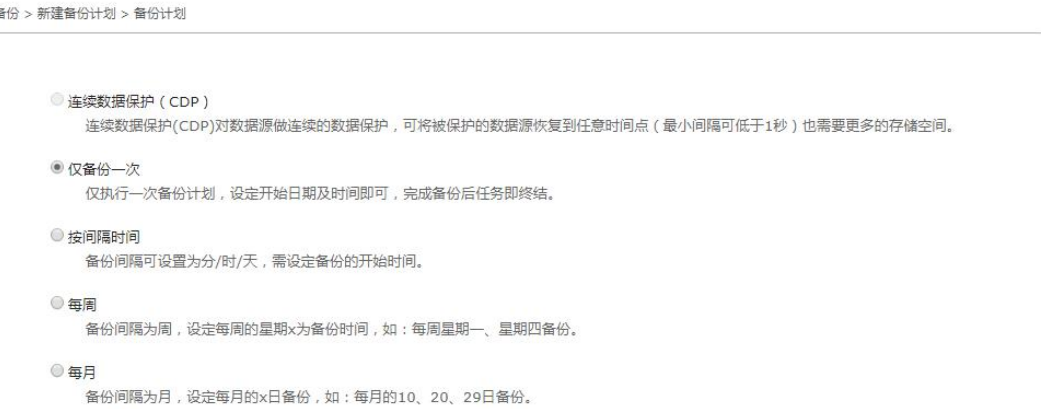 备份 > 新建备份计划 > 备份计划
连续数据保护（CDP）
连续数据保护(CDP)对数据源做连续的数据保护，可将被保护的数据源恢复到任意时间点（最小间隔可低于1秒）也需要更多的存储空间。
仅备份一次
仅执行一次备份计划，设定开始日期及时间即可，完成备份后任务即终结。
按间隔时间
备份间隔可设置为分/时/天，需设定备份的开始时间。
每周
备份间隔为周，设定每周的星期x为备份时间，如：每周星期一、星期四备份。
每月
备份间隔为月，设定每月的x日备份，如：每月的10、20、29日备份。